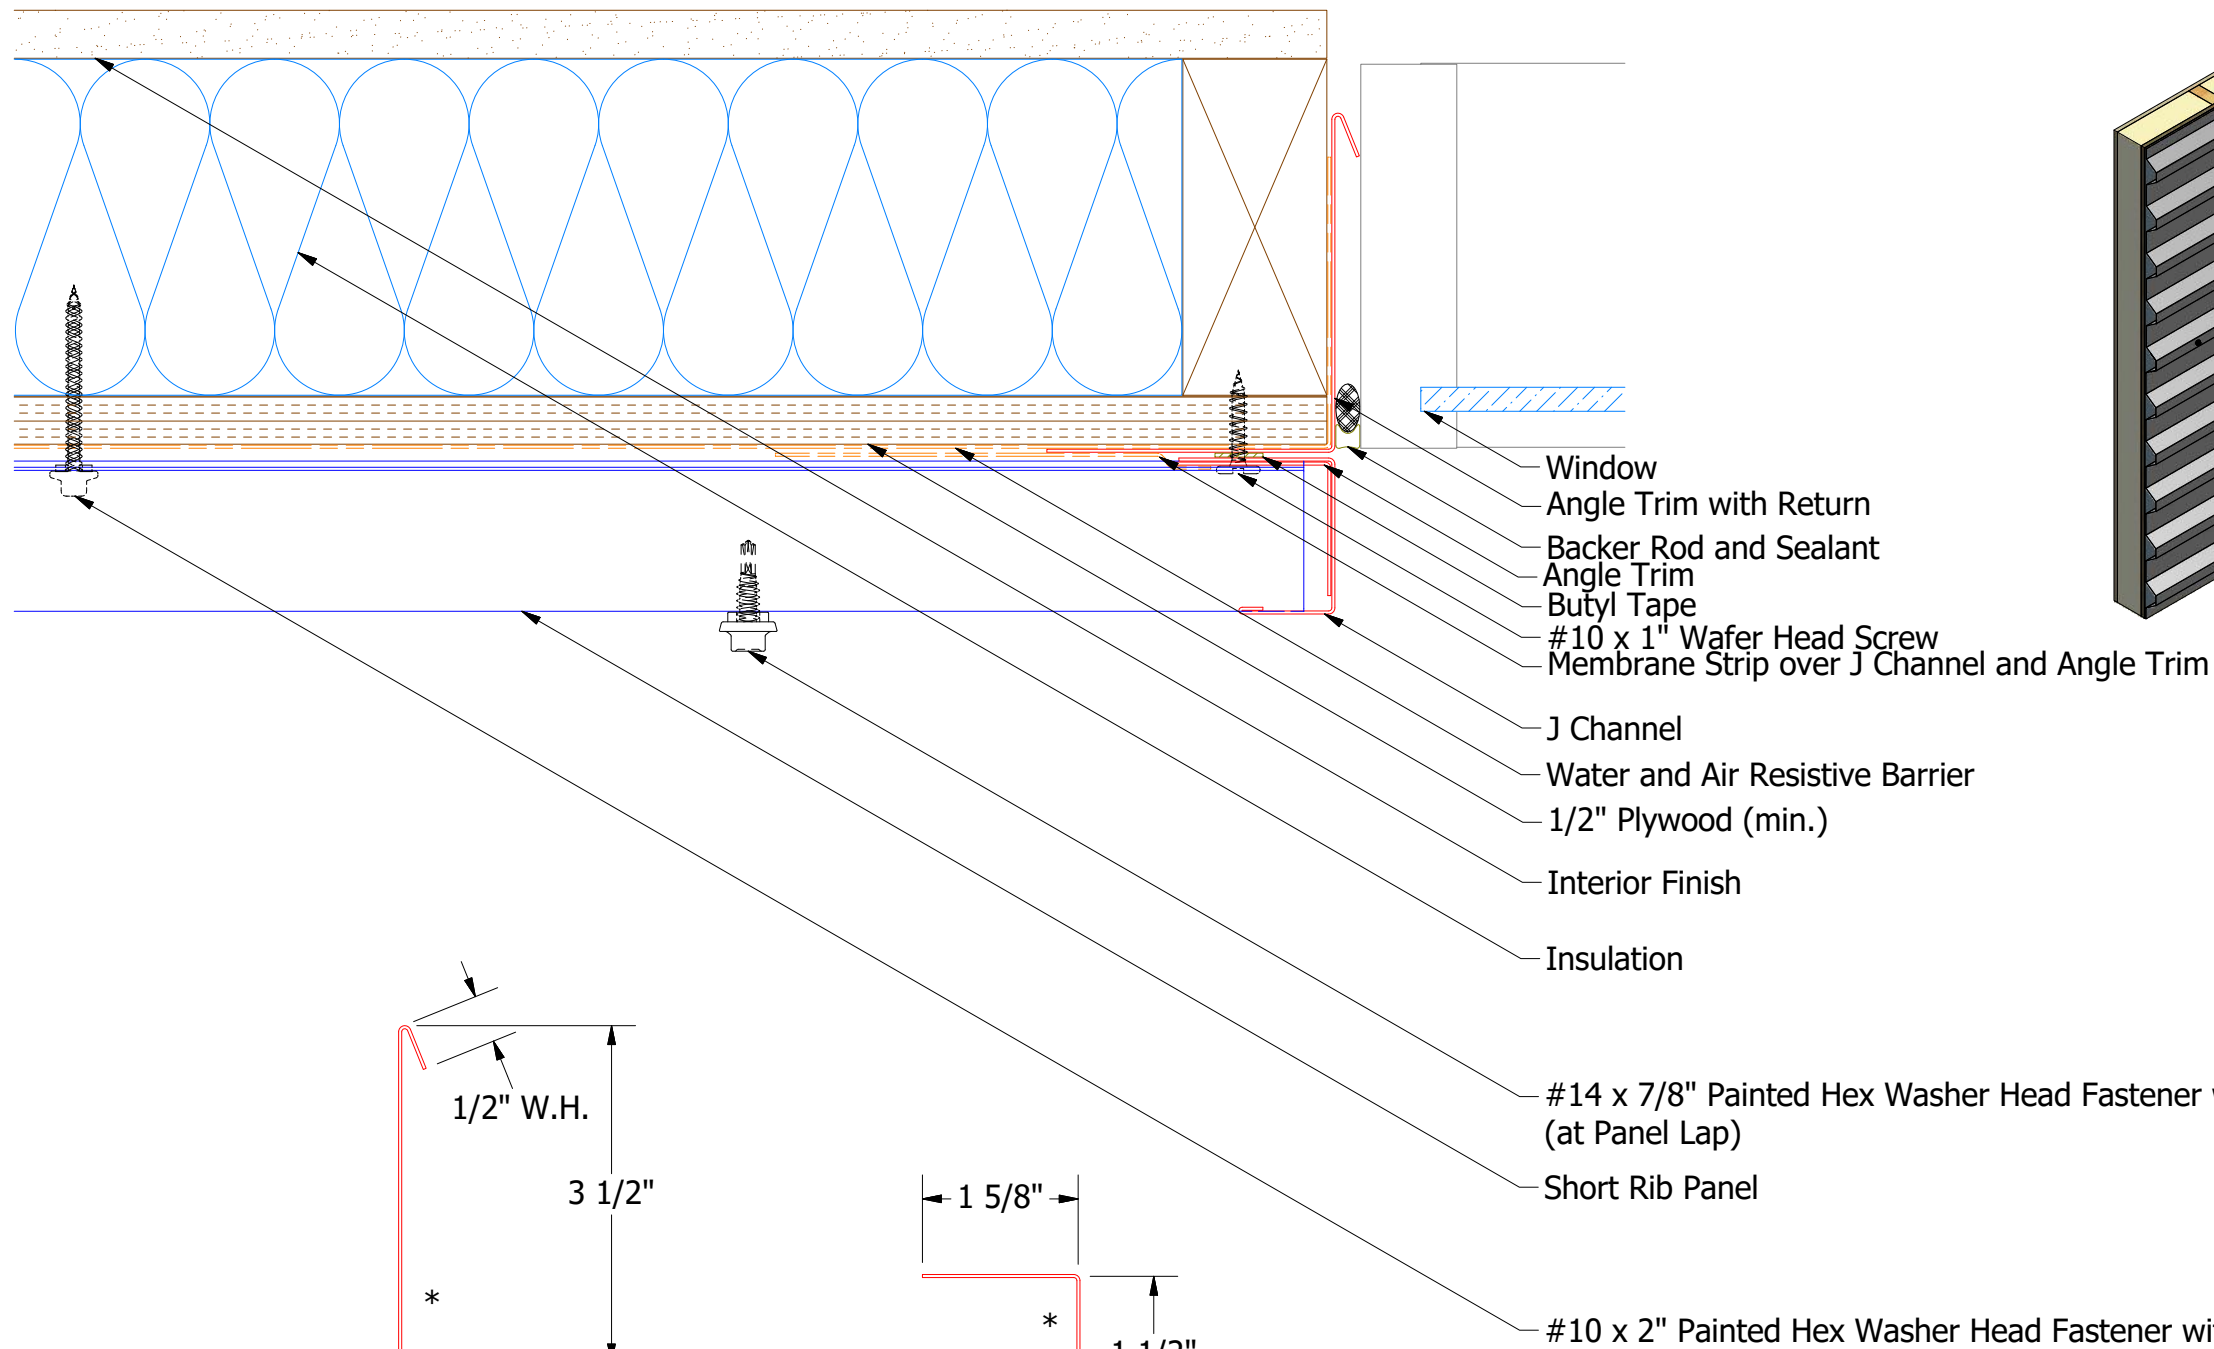 Window
Angle Trim with Return
Backer Rod and Sealant
Angle Trim
Butyl Tape
#10 x 1" Wafer Head Screw
Membrane Strip over J Channel and Angle Trim
J Channel
Water and Air Resistive Barrier
1/2" Plywood (min.)
Interior Finish
Insulation
#14 x 7/8" Painted Hex Washer Head Fastener
(at Panel Lap)
Short Rib Panel
#10 x 2" Painted Hex Washer Head Fastener
1/2" W.H.
3 1/2"
*
1 5/8"
*
1 1/2"